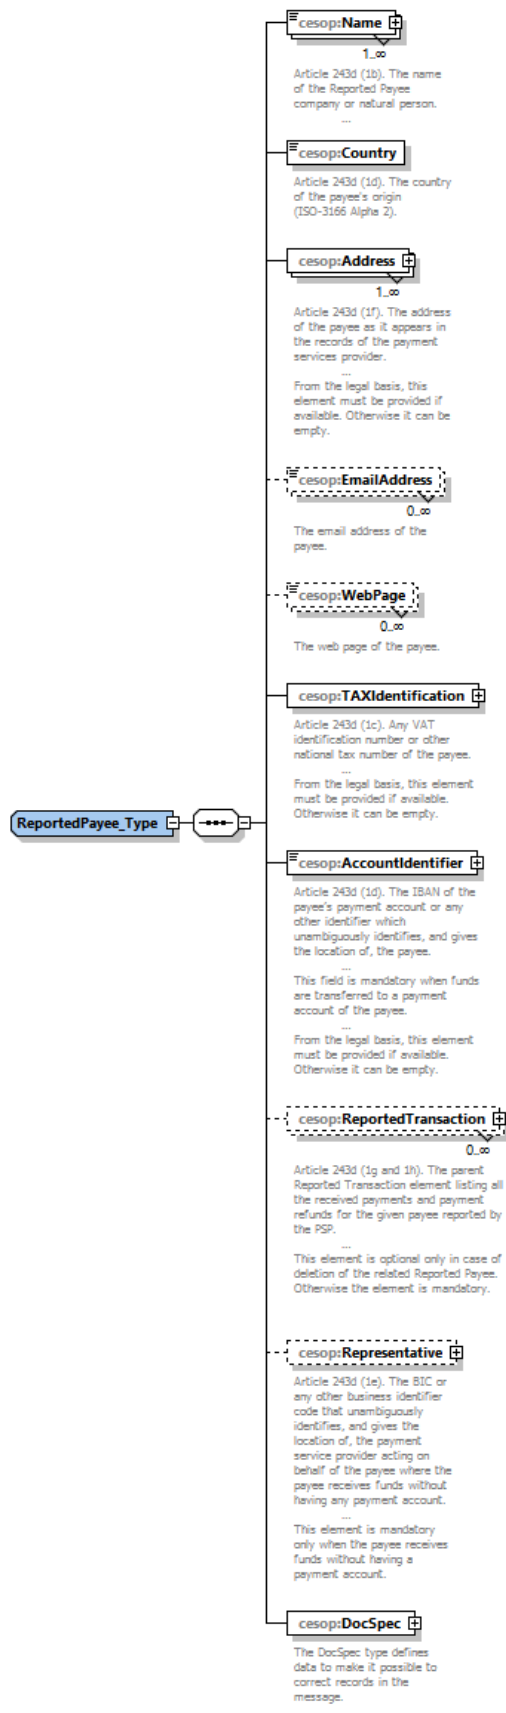 cesop:Name
1..∞
Article 243d (1b). The name
of the Reported Payee
company or natural person.
...
cesop:Country
Article 243d (1d). The country
of the payee's origin
(ISO-3166 Alpha 2).
cesop:Address
1..∞
Article 243d (1f). The address
of the payee as it appears in
the records of the payment
services provider.
...
From the legal basis, this
element must be provided if
available. Otherwise it can be
empty.
cesop:EmailAddress
0..∞
The email address of the
payee.
cesop:WebPage
0..∞
The web page of the payee.
cesop:TAXIdentification
Article 243d (1c). Any VAT
identification number or other
national tax number of the payee.
...
From the legal basis, this element
must be provided if available.
Otherwise it can be empty.
ReportedPayee_Type
cesop:AccountIdentifier
Article 243d (1d). The IBAN of the
payee's payment account or any
other identifier which
unambiguously identifies, and gives
the location of, the payee.
...
This field is mandatory when funds
are transferred to a payment
account of the payee.
...
From the legal basis, this element
must be provided if available.
Otherwise it can be empty.
cesop:ReportedTransaction
0..∞
Article 243d (1g and 1h). The parent
Reported Transaction element listing all
the received payments and payment
refunds for the given payee reported by
the PSP.
...
This element is optional only in case of
deletion of the related Reported Payee.
Otherwise the element is mandatory.
cesop:Representative
Article 243d (1e). The BIC or
any other business identifier
code that unambiguously
identifies, and gives the
location of, the payment
service provider acting on
behalf of the payee where the
payee receives funds without
having any payment account.
...
This element is mandatory
only when the payee receives
funds without having a
payment account.
cesop:DocSpec
The DocSpec type defines
data to make it possible to
correct records in the
message.